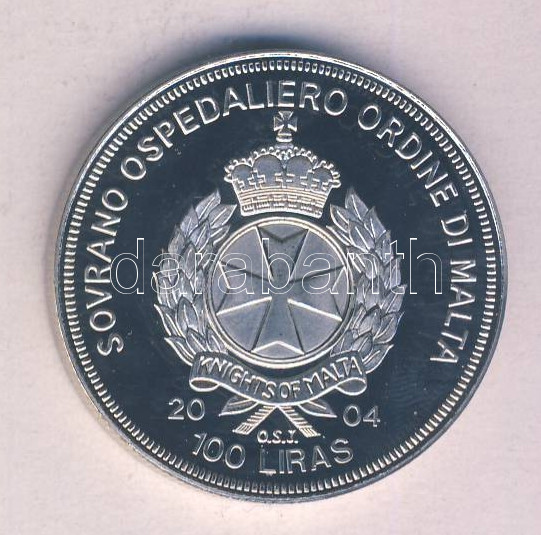 SOVRANO OSPEDALIERO ORDINE DI MALTA
darabanth
KNIGHTS OF MALTA
20 04
O.S.J.
100 LIRAS